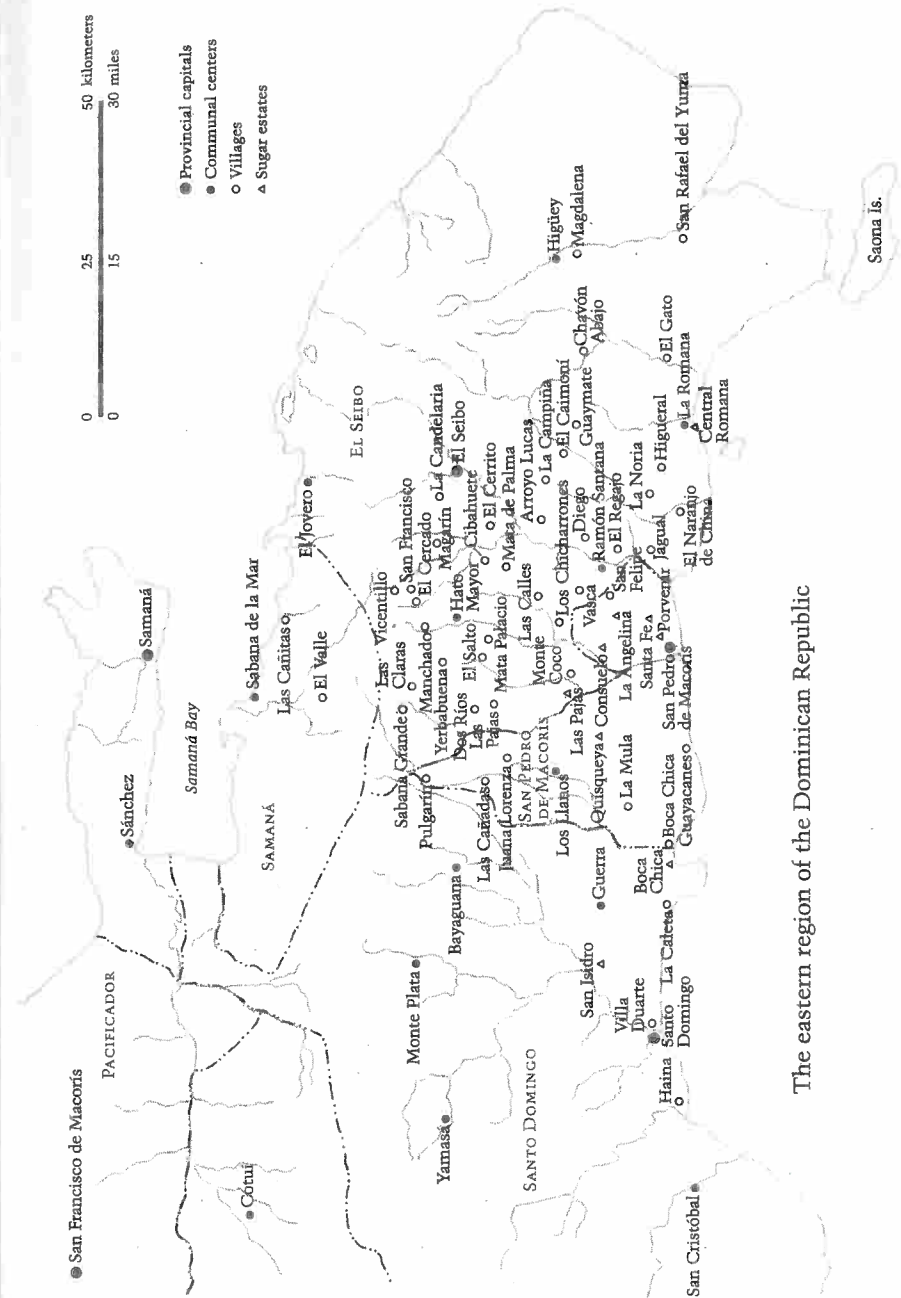 0
25
50 kilometers
0
15
30 miles
Provincial capitals
Communal centers
Villages
Sugar estates
San Francisco de Macorís
PACIFICADOR
Cotuí
Sánchez
Samaná
Samaná Bay
SAMANÁ
Sabana de la Mar
Las Cañitas
El Valle
El Jovero
EL SEIBO
Las Claras
Vicentillo
San Francisco
El Cercado
Magarín
La Candelaria
El Seibo
Sabana Grande
Manchado
Hato
Mayor
Cibahuete
El Cerrito
Pulgarín
Yerbabuena
El Salto
Mata Palacio
Mata de Palma
Dos Ríos
Las
Pajas
Las Calles
Arroyo Lucas
La Campiña
Monte Plata
Bayaguana
Las Cañadas
Juana Lorenza
SAN PEDRO
DE MACORÍS
Monte
Coco
Los Chicharrones
El Caimoní
Higüey
Magdalena
Yamasá
SANTO DOMINGO
Los Llanos
Las Pajas
Vasca
Diego
Guaymate
Chavón
Abajo
San Isidro
Guerra
Quisqueya
Consuelo
San
Felipe
Ramón Santana
El Regajo
Villa
Duarte
La Mula
La Angelina
La Noria
Higueral
El Gato
San Rafael del Yuma
Boca
Chica
Santa Fe
Porvenir
Jagual
La Romana
Haina
Santo
Domingo
La Caleta
Boca Chica
Guayacanes
San Pedro
de Macorís
El Naranjo
de China
Central
Romana
San Cristóbal
Saona Is.
The eastern region of the Dominican Republic